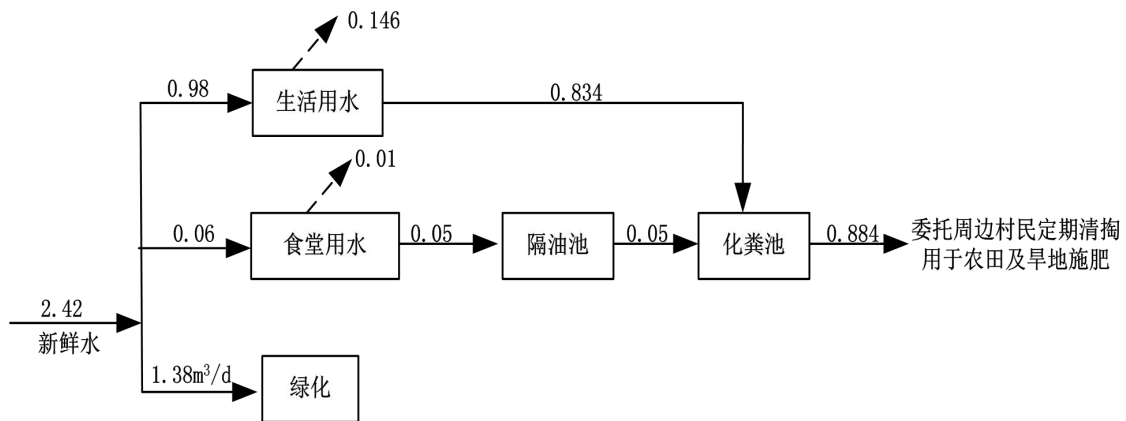 0.146
0.98
生活用水
0.834
0.01
0.06
食堂用水
0.05
隔油池
0.05
化粪池
0.884
委托周边村民定期清掏
用于农田及旱地施肥
2.42
新鲜水
1.38m³/d
绿化